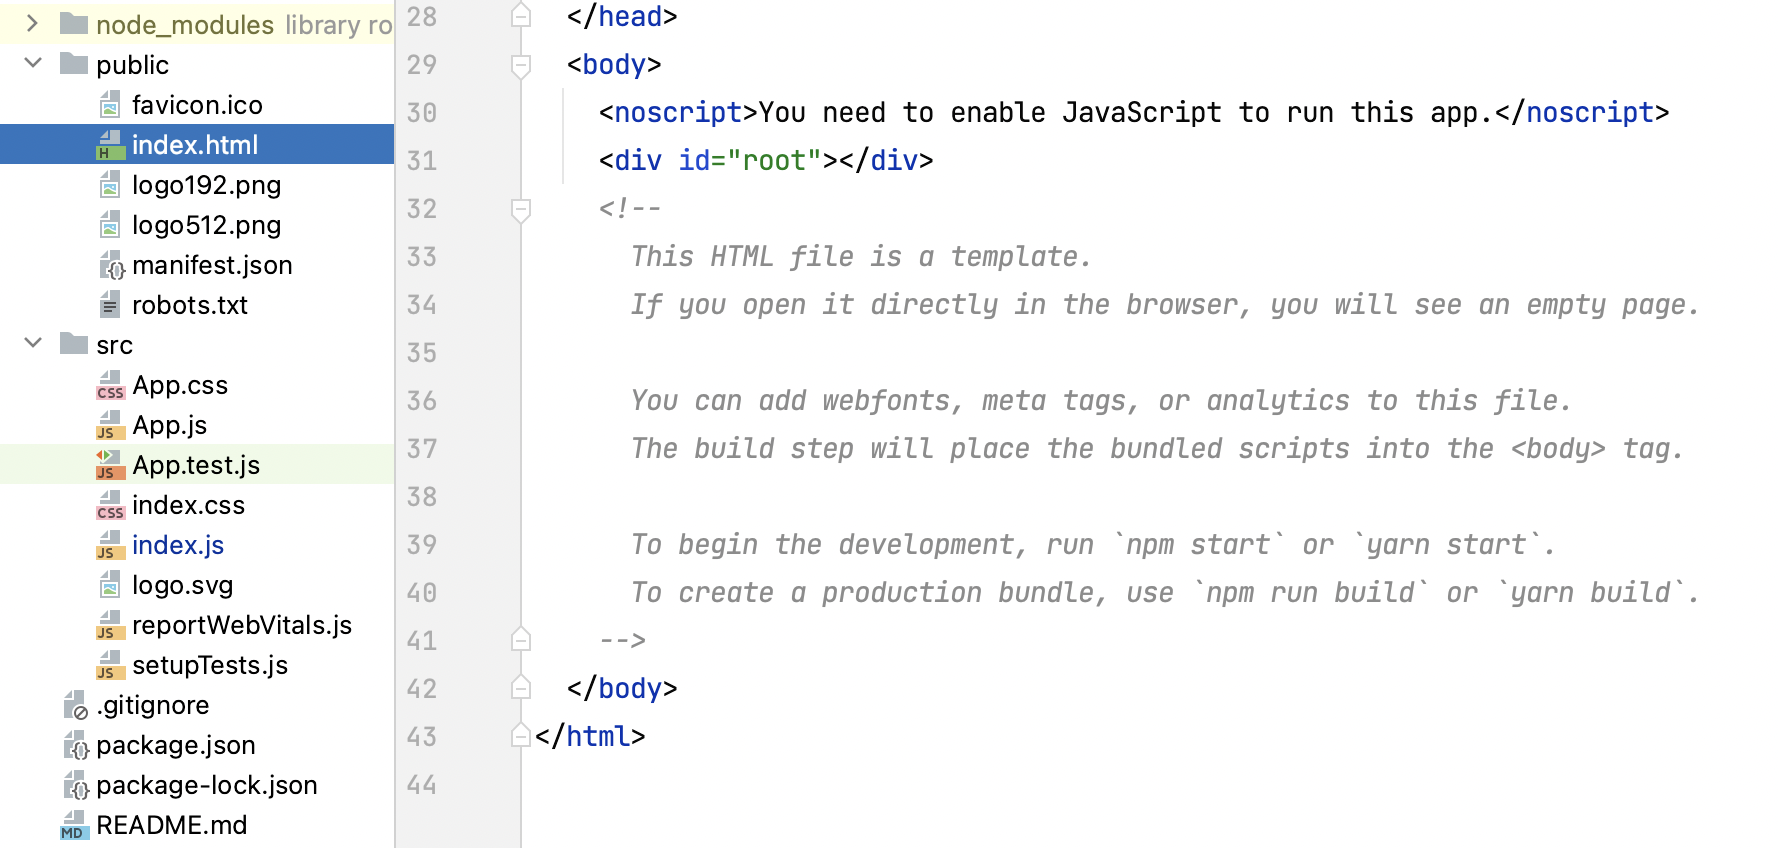 node_modules library ro
public
favicon.ico
index.html
logo192.png
logo512.png
manifest.json
robots.txt
src
App.css
App.js
App.test.js
index.css
index.js
logo.svg
reportWebVitals.js
setupTests.js
.gitignore
package.json
package-lock.json
README.md
28 </head>
29 <body>
30 <noscript>You need to enable JavaScript to run this app.</noscript>
31 <div id="root"></div>
32 <!--
33 This HTML file is a template.
34 If you open it directly in the browser, you will see an empty page.
35
36 You can add webfonts, meta tags, or analytics to this file.
37 The build step will place the bundled scripts into the <body> tag.
38
39 To begin the development, run `npm start` or `yarn start`.
40 To create a production bundle, use `npm run build` or `yarn build`.
41 -->
42 </body>
43 </html>
44